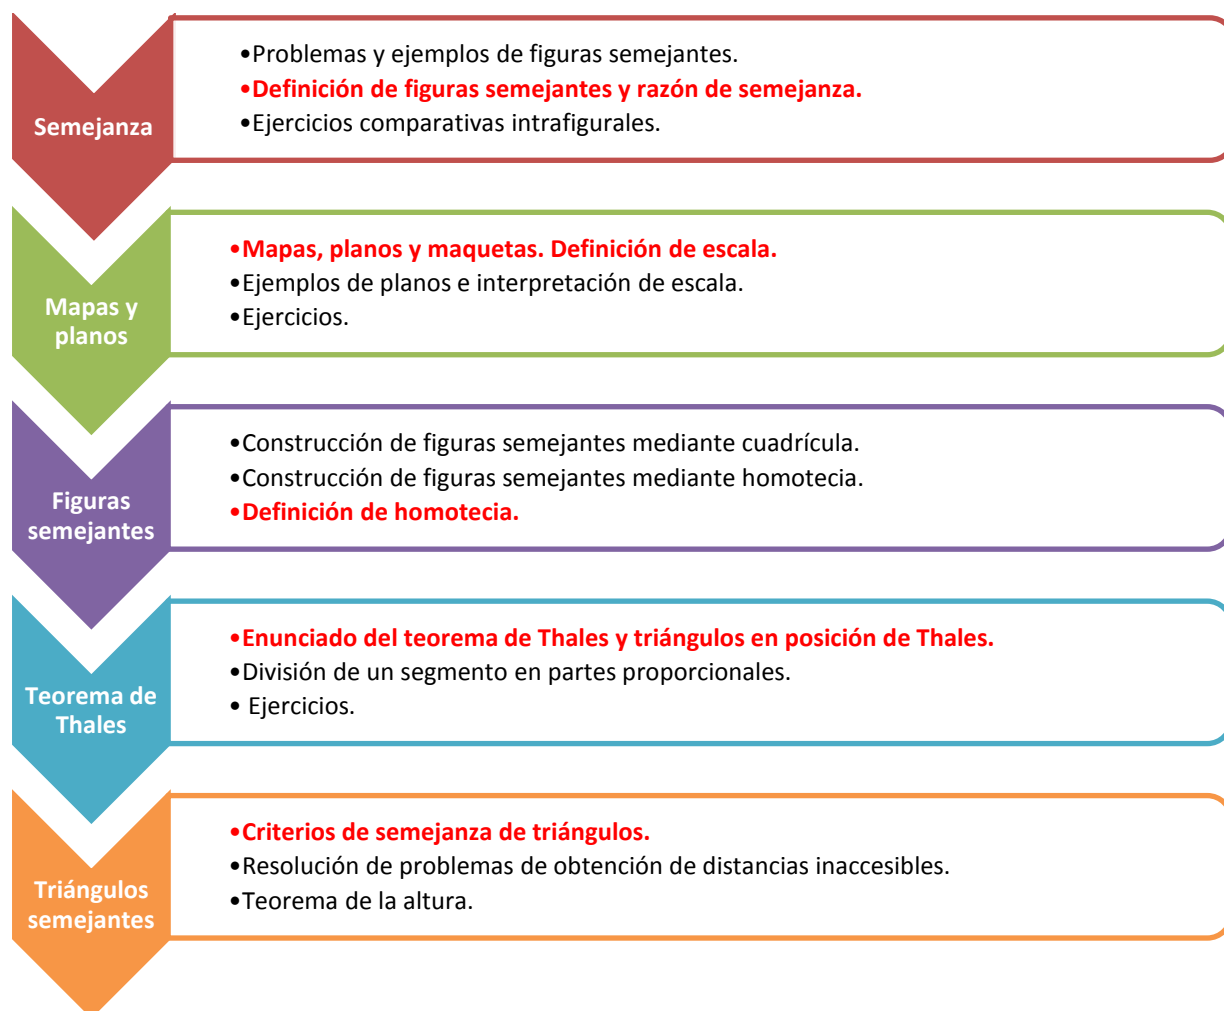 Semejanza
•Problemas y ejemplos de figuras semejantes.
•Definición de figuras semejantes y razón de semejanza.
•Ejercicios comparativas intrafigurales.
Mapas y
planos
•Mapas, planos y maquetas. Definición de escala.
•Ejemplos de planos e interpretación de escala.
•Ejercicios.
Figuras
semejantes
•Construcción de figuras semejantes mediante cuadrícula.
•Construcción de figuras semejantes mediante homotecia.
•Definición de homotecia.
Teorema de
Thales
•Enunciado del teorema de Thales y triángulos en posición de Thales.
•División de un segmento en partes proporcionales.
• Ejercicios.
Triángulos
semejantes
•Criterios de semejanza de triángulos.
•Resolución de problemas de obtención de distancias inaccesibles.
•Teorema de la altura.